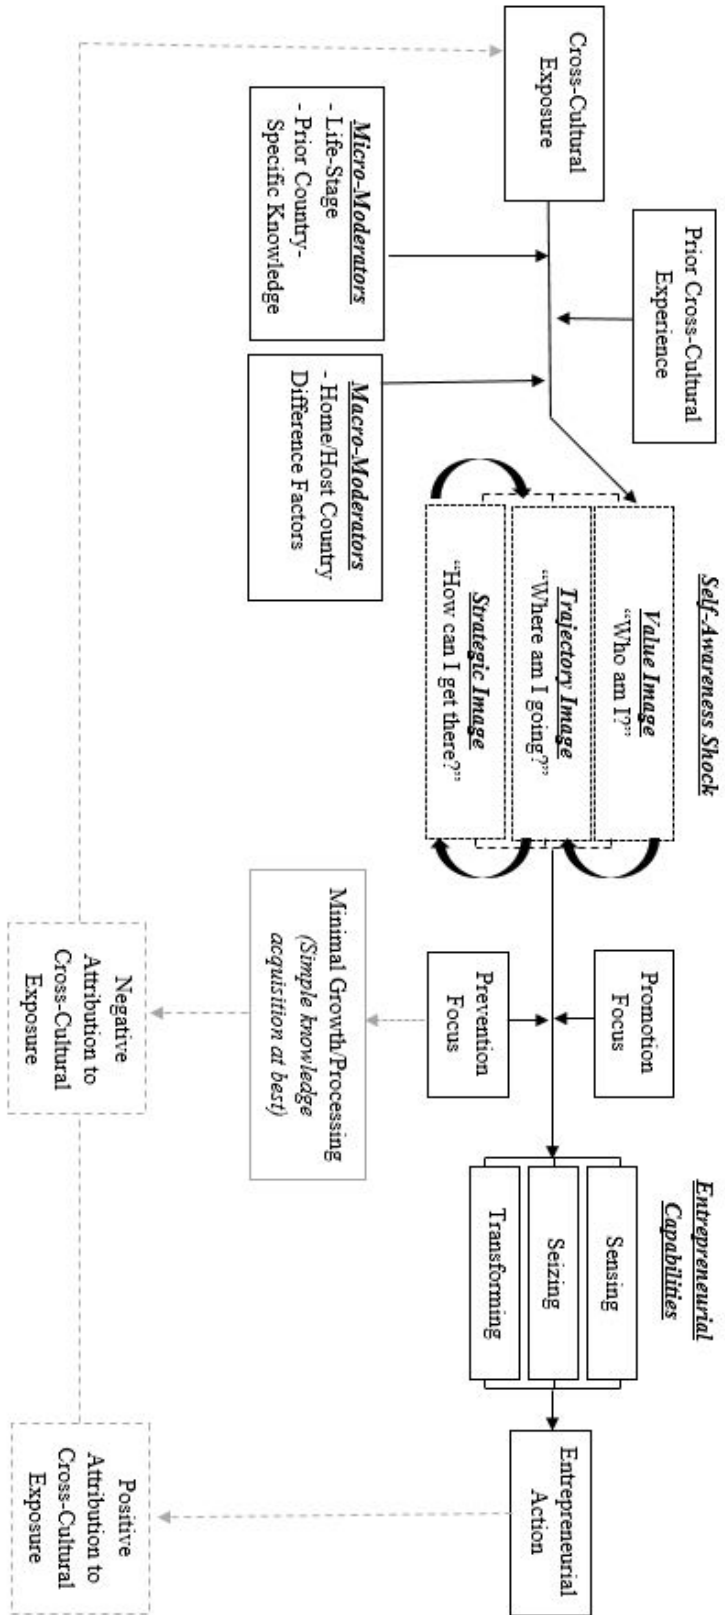 Cross-Cultural
Exposure
Prior Cross-Cultural
Experience
Micro-Moderators
- Life-Stage
- Prior Country-
Specific Knowledge
Macro-Moderators
- Home/Host Country
Difference Factors
Self-Awareness Shock
Value Image
“Who am I?”
Trajectory Image
“Where am I going?”
Strategic Image
“How can I get there?”
Promotion
Focus
Prevention
Focus
Minimal Growth/Processing
(Simple knowledge
acquisition at best)
Entrepreneurial
Capabilities
Sensing
Seizing
Transforming
Entrepreneurial
Action
Negative
Attribution to
Cross-Cultural
Exposure
Positive
Attribution to
Cross-Cultural
Exposure